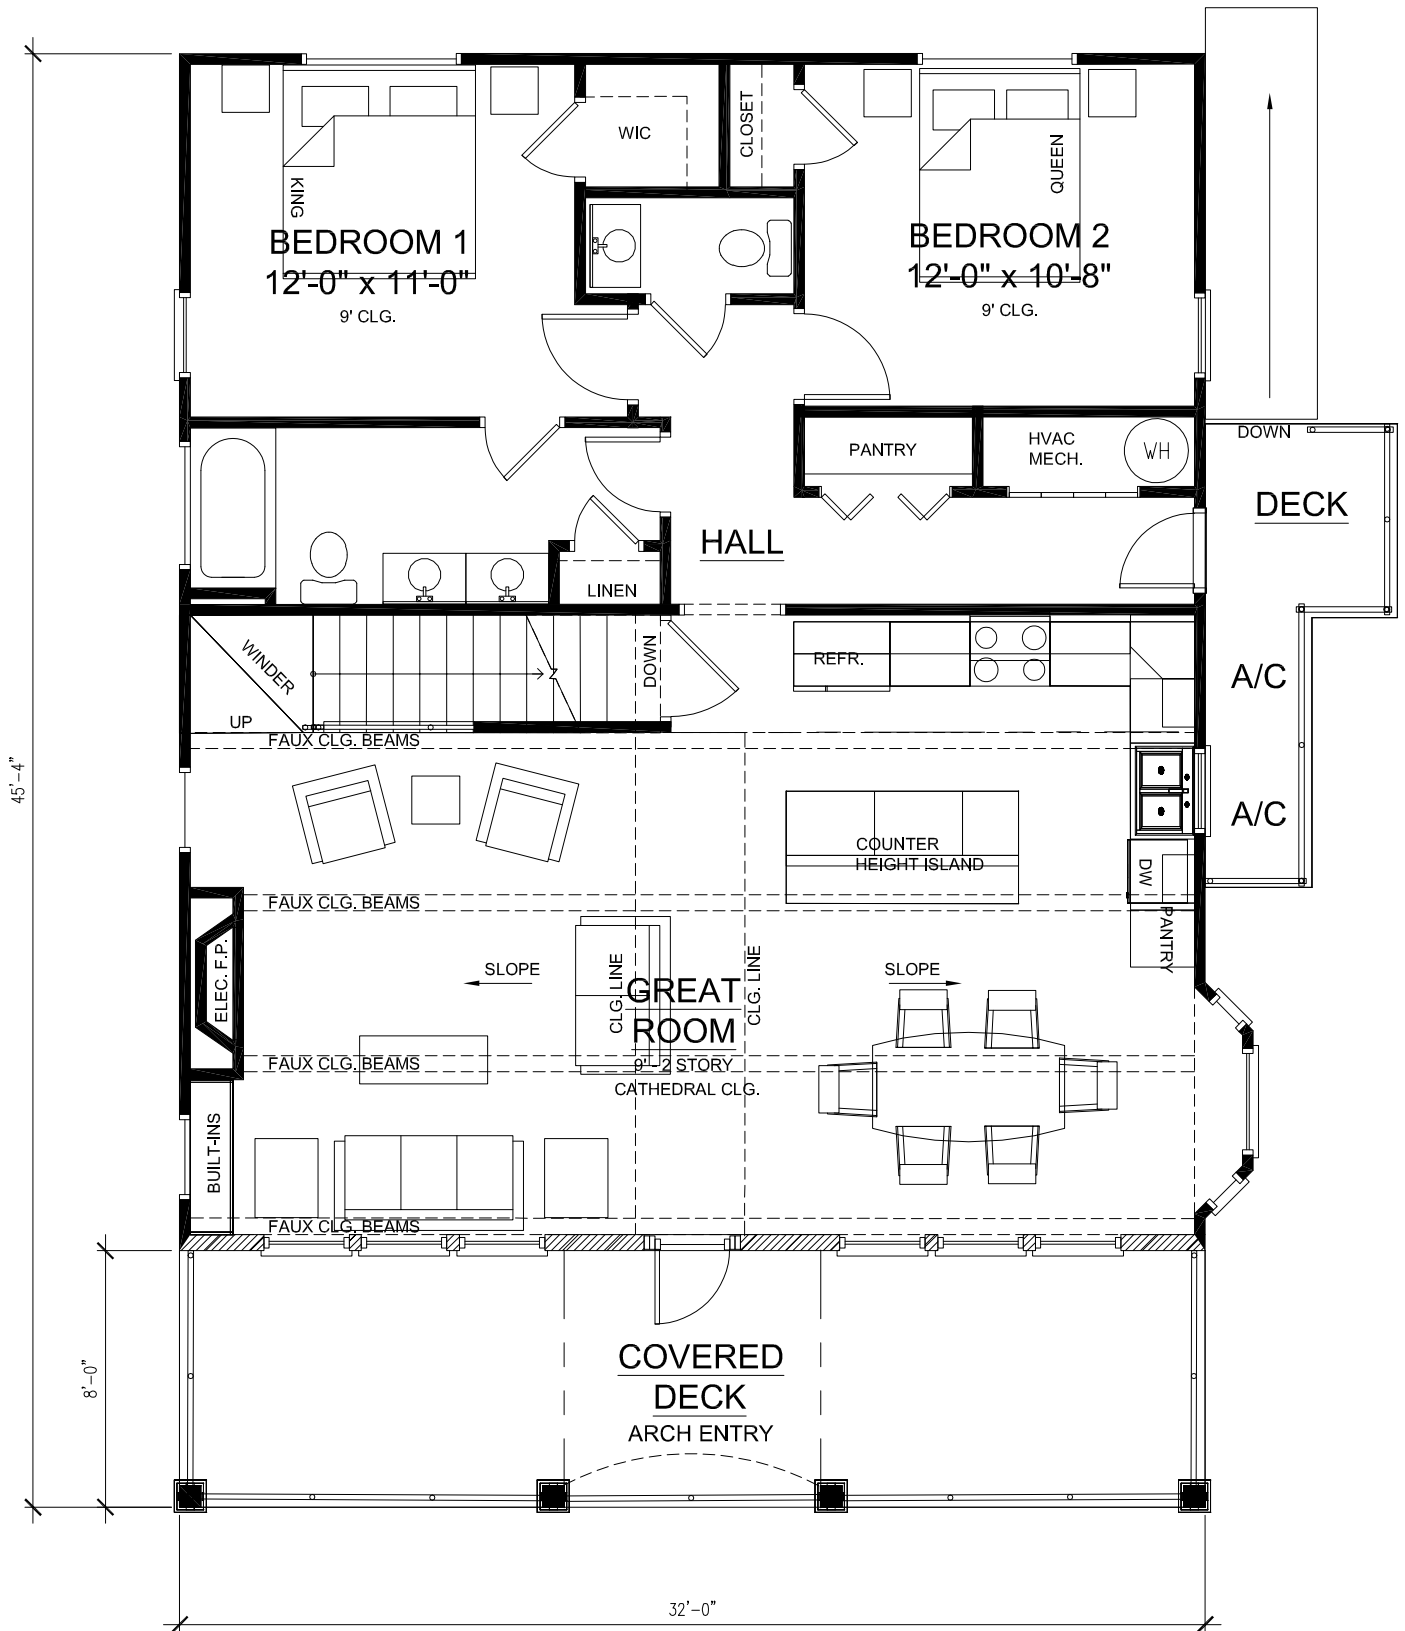 WIC
CLOSET
KING
QUEEN
BEDROOM 1
12'-0" x 11'-0"
9' CLG.
BEDROOM 2
12'-0" x 10'-8"
9' CLG.
PANTRY
HVAC
MECH.
WH
DOWN
DECK
HALL
LINEN
WINDER
UP
DOWN
REFR.
A/C
A/C
FAUX CLG. BEAMS
45'-4"
COUNTER
HEIGHT ISLAND
DW
PANTRY
FAUX CLG. BEAMS
ELEC. F.P.
SLOPE
CLG. LINE
CLG. LINE
SLOPE
GREAT
ROOM
9' - 2 STORY
CATHEDRAL CLG.
FAUX CLG. BEAMS
BUILT-INS
FAUX CLG. BEAMS
8'-0"
COVERED
DECK
ARCH ENTRY
32'-0"